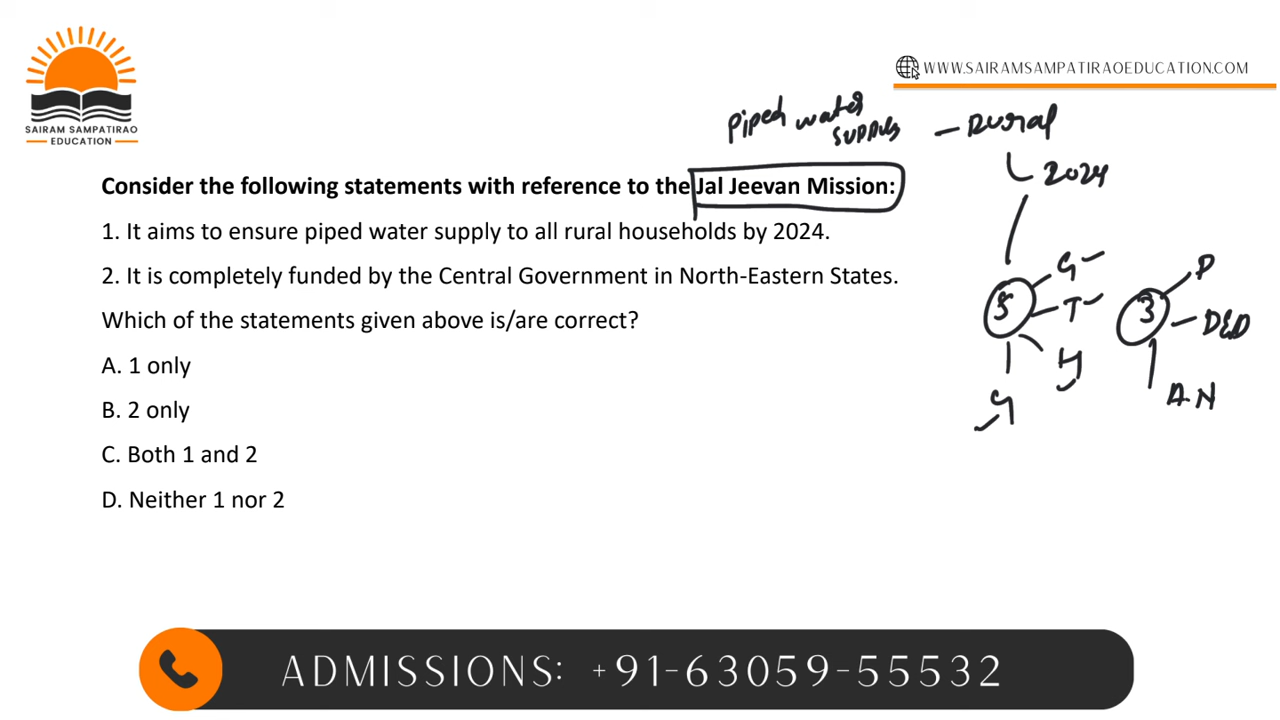 SAIRAM SAMPATIRAO
EDUCATION
WWW.SAIRAMSAMPATIRAOEDUCATION.COM
piped water
supply
– Rural
2024
Consider the following statements with reference to the Jal Jeevan Mission:
1. It aims to ensure piped water supply to all rural households by 2024.
2. It is completely funded by the Central Government in North-Eastern States.
Which of the statements given above is/are correct?
A. 1 only
B. 2 only
C. Both 1 and 2
D. Neither 1 nor 2
5
G
T
H
G
3
P
D&D
A.N
ADMISSIONS: +91-63059-55532